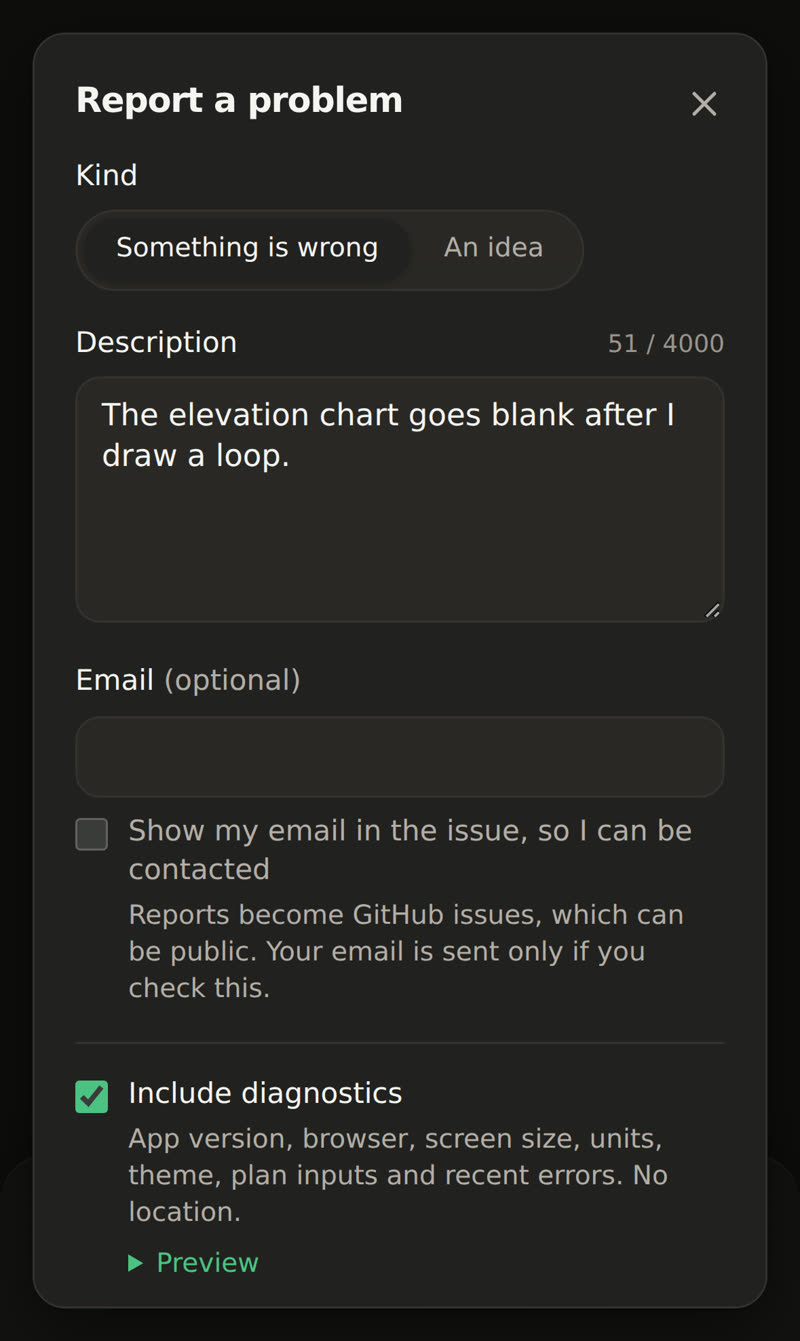 Report a problem
Kind
Something is wrong
An idea
Description
51 / 4000
The elevation chart goes blank after I
draw a loop.
Email (optional)
Show my email in the issue, so I can be
contacted
Reports become GitHub issues, which can
be public. Your email is sent only if you
check this.
Include diagnostics
App version, browser, screen size, units,
theme, plan inputs and recent errors. No
location.
Preview